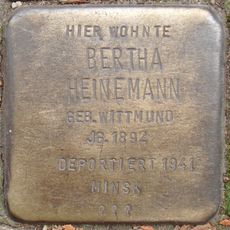 HIER WOHNTE
BERTHA
HEINEMANN
GEB. WITTMUND
JG. 1892
DEPORTIERT 1941
MINSK
???